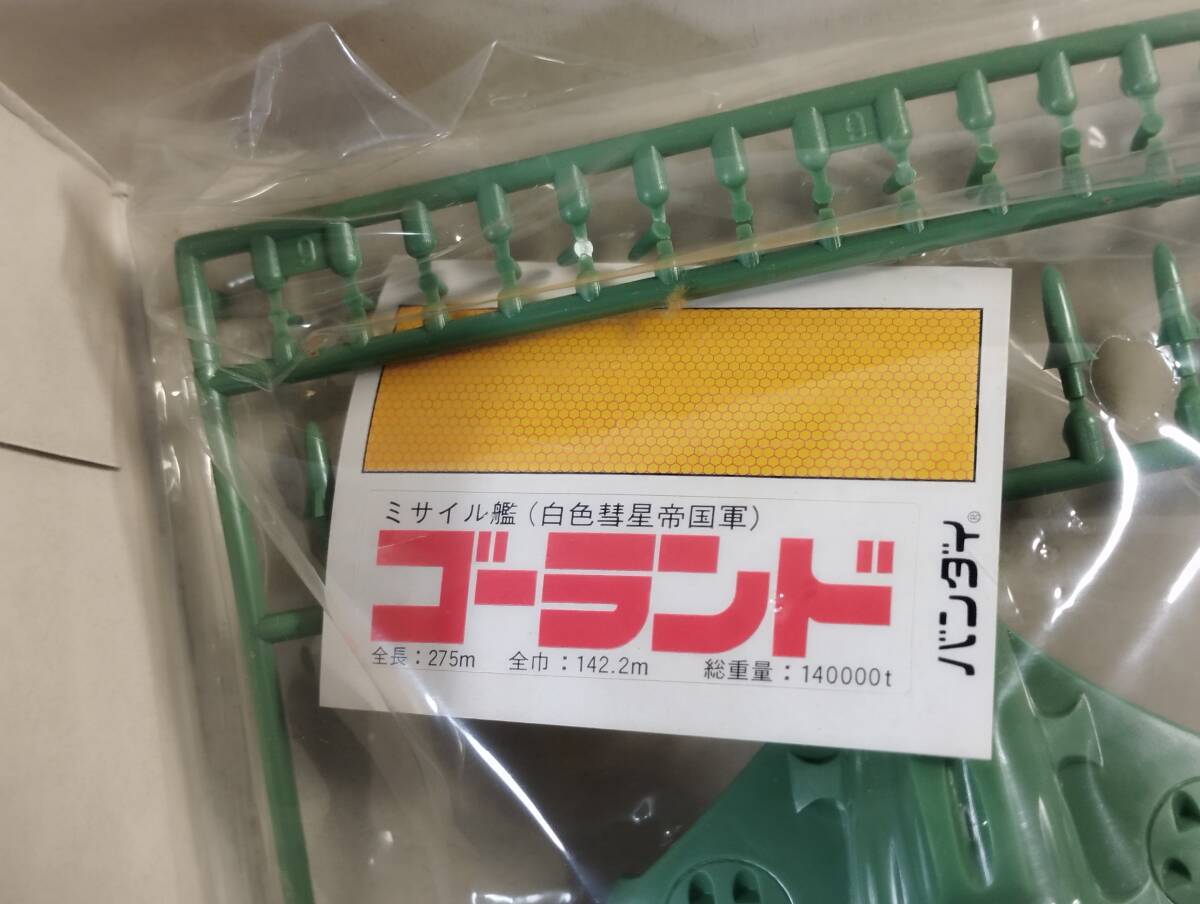 ミサイル艦(白色彗星帝国軍)
ゴーランド
全長:275m 全巾:142.2m 総重量:140000t
バンダイ®